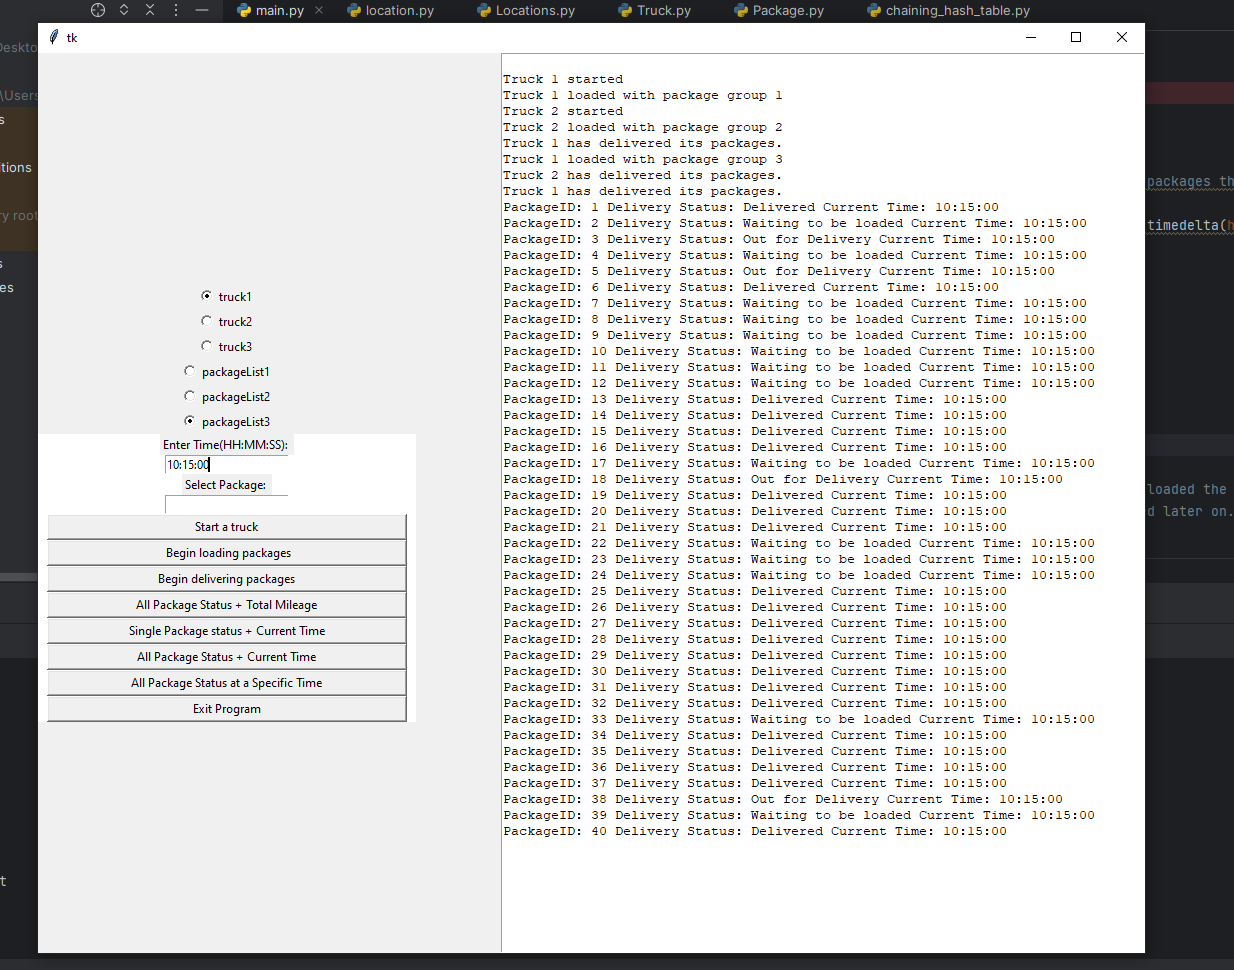 main.py location.py Locations.py Truck.py Package.py chaining_hash_table.py
tk
Deskto
\Users
s
itions
ry root
s
es
t
truck1
truck2
truck3
packageList1
packageList2
packageList3
Enter Time(HH:MM:SS):
10:15:00
Select Package:
Start a truck
Begin loading packages
Begin delivering packages
All Package Status + Total Mileage
Single Package status + Current Time
All Package Status + Current Time
All Package Status at a Specific Time
Exit Program
Truck 1 started
Truck 1 loaded with package group 1
Truck 2 started
Truck 2 loaded with package group 2
Truck 1 has delivered its packages.
Truck 1 loaded with package group 3
Truck 2 has delivered its packages.
Truck 1 has delivered its packages.
PackageID: 1 Delivery Status: Delivered Current Time: 10:15:00
PackageID: 2 Delivery Status: Waiting to be loaded Current Time: 10:15:00
PackageID: 3 Delivery Status: Out for Delivery Current Time: 10:15:00
PackageID: 4 Delivery Status: Waiting to be loaded Current Time: 10:15:00
PackageID: 5 Delivery Status: Out for Delivery Current Time: 10:15:00
PackageID: 6 Delivery Status: Delivered Current Time: 10:15:00
PackageID: 7 Delivery Status: Waiting to be loaded Current Time: 10:15:00
PackageID: 8 Delivery Status: Waiting to be loaded Current Time: 10:15:00
PackageID: 9 Delivery Status: Waiting to be loaded Current Time: 10:15:00
PackageID: 10 Delivery Status: Waiting to be loaded Current Time: 10:15:00
PackageID: 11 Delivery Status: Waiting to be loaded Current Time: 10:15:00
PackageID: 12 Delivery Status: Waiting to be loaded Current Time: 10:15:00
PackageID: 13 Delivery Status: Delivered Current Time: 10:15:00
PackageID: 14 Delivery Status: Delivered Current Time: 10:15:00
PackageID: 15 Delivery Status: Delivered Current Time: 10:15:00
PackageID: 16 Delivery Status: Delivered Current Time: 10:15:00
PackageID: 17 Delivery Status: Waiting to be loaded Current Time: 10:15:00
PackageID: 18 Delivery Status: Out for Delivery Current Time: 10:15:00
PackageID: 19 Delivery Status: Delivered Current Time: 10:15:00
PackageID: 20 Delivery Status: Delivered Current Time: 10:15:00
PackageID: 21 Delivery Status: Delivered Current Time: 10:15:00
PackageID: 22 Delivery Status: Waiting to be loaded Current Time: 10:15:00
PackageID: 23 Delivery Status: Waiting to be loaded Current Time: 10:15:00
PackageID: 24 Delivery Status: Waiting to be loaded Current Time: 10:15:00
PackageID: 25 Delivery Status: Delivered Current Time: 10:15:00
PackageID: 26 Delivery Status: Delivered Current Time: 10:15:00
PackageID: 27 Delivery Status: Delivered Current Time: 10:15:00
PackageID: 28 Delivery Status: Delivered Current Time: 10:15:00
PackageID: 29 Delivery Status: Delivered Current Time: 10:15:00
PackageID: 30 Delivery Status: Delivered Current Time: 10:15:00
PackageID: 31 Delivery Status: Delivered Current Time: 10:15:00
PackageID: 32 Delivery Status: Delivered Current Time: 10:15:00
PackageID: 33 Delivery Status: Waiting to be loaded Current Time: 10:15:00
PackageID: 34 Delivery Status: Delivered Current Time: 10:15:00
PackageID: 35 Delivery Status: Delivered Current Time: 10:15:00
PackageID: 36 Delivery Status: Delivered Current Time: 10:15:00
PackageID: 37 Delivery Status: Delivered Current Time: 10:15:00
PackageID: 38 Delivery Status: Out for Delivery Current Time: 10:15:00
PackageID: 39 Delivery Status: Waiting to be loaded Current Time: 10:15:00
PackageID: 40 Delivery Status: Delivered Current Time: 10:15:00
packages th
timedelta(h
loaded the
d later on.